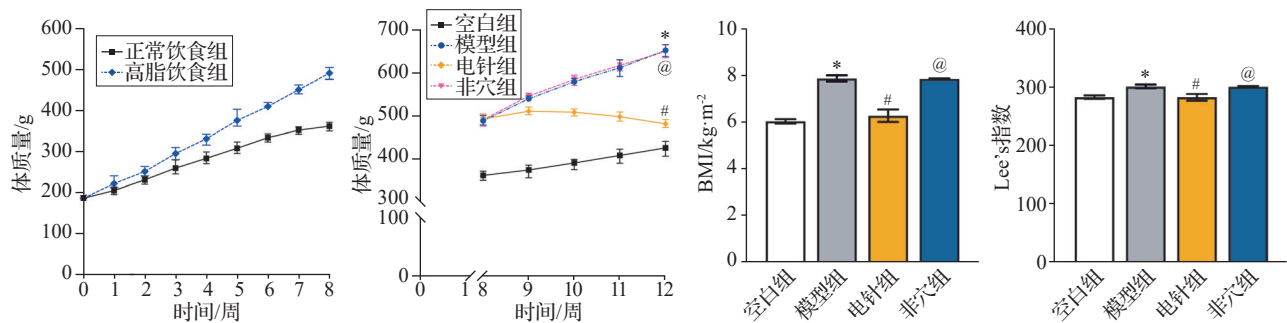 600
500
400
300
200
100
0
体质量/g
正常饮食组
高脂饮食组
0 1 2 3 4 5 6 7 8
时间/周
700
600
500
400
300
100
0
体质量/g
空白组
模型组
电针组
非穴组
*
@
#
0 1 8 9 10 11 12
时间/周
10
8
6
4
2
0
BMI/kg·m-2
* # @
空白组 模型组 电针组 非穴组
400
300
200
100
0
Lee's指数
* # @
空白组 模型组 电针组 非穴组